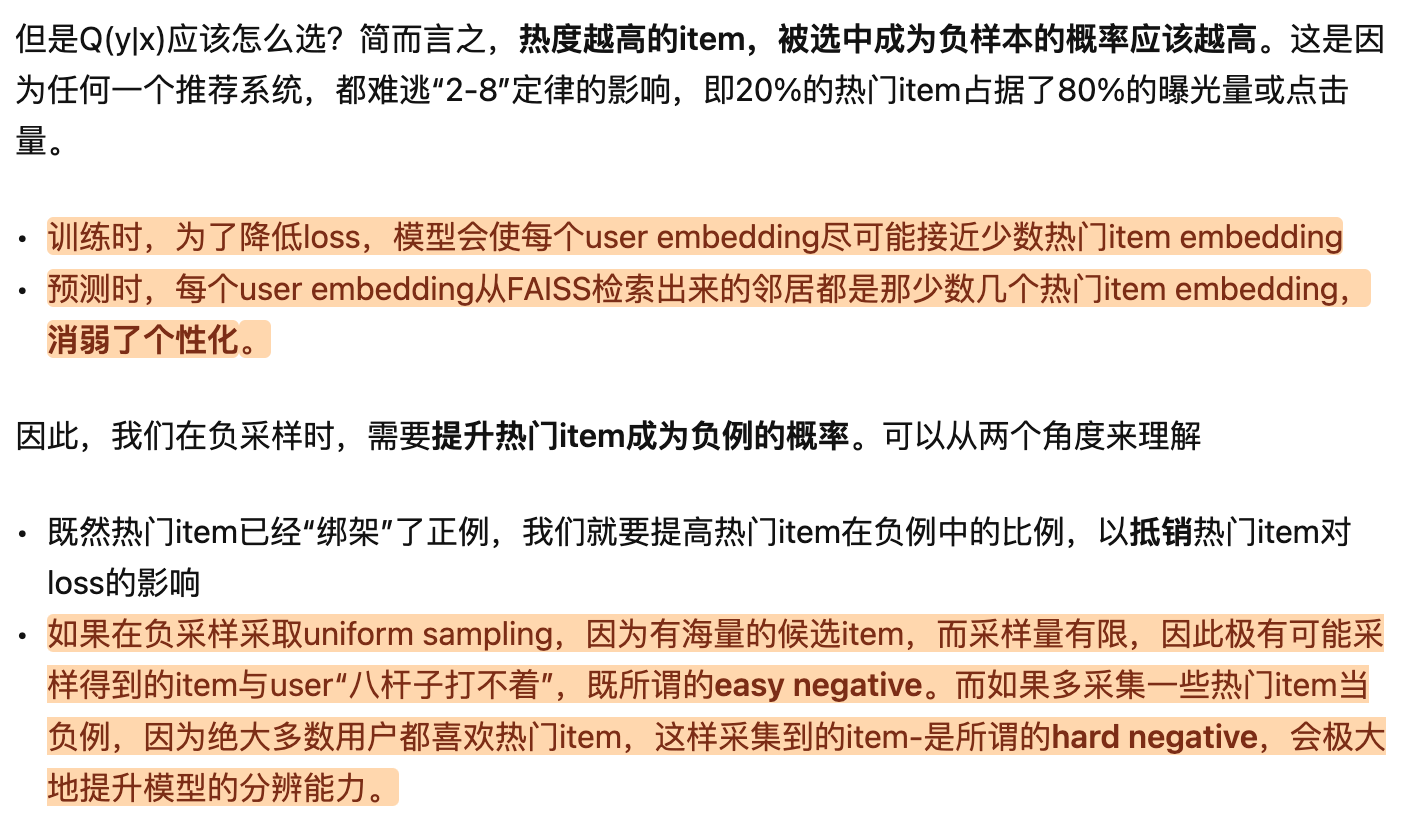 但是Q(y|x)应该怎么选？简而言之，热度越高的item，被选中成为负样本的概率应该越高。这是因
为任何一个推荐系统，都难逃“2-8”定律的影响，即20%的热门item占据了80%的曝光量或点击
量。
• 训练时，为了降低loss，模型会使每个user embedding尽可能接近少数热门item embedding
• 预测时，每个user embedding从FAISS检索出来的邻居都是那少数几个热门item embedding，
消弱了个性化。
因此，我们在负采样时，需要提升热门item成为负例的概率。可以从两个角度来理解
• 既然热门item已经“绑架”了正例，我们就要提高热门item在负例中的比例，以抵销热门item对
loss的影响
• 如果在负采样采取uniform sampling，因为有海量的候选item，而采样量有限，因此极有可能采
样得到的item与user“八杆子打不着”，既所谓的easy negative。而如果多采集一些热门item当
负例，因为绝大多数用户都喜欢热门item，这样采集到的item-是所谓的hard negative，会极大
地提升模型的分辨能力。